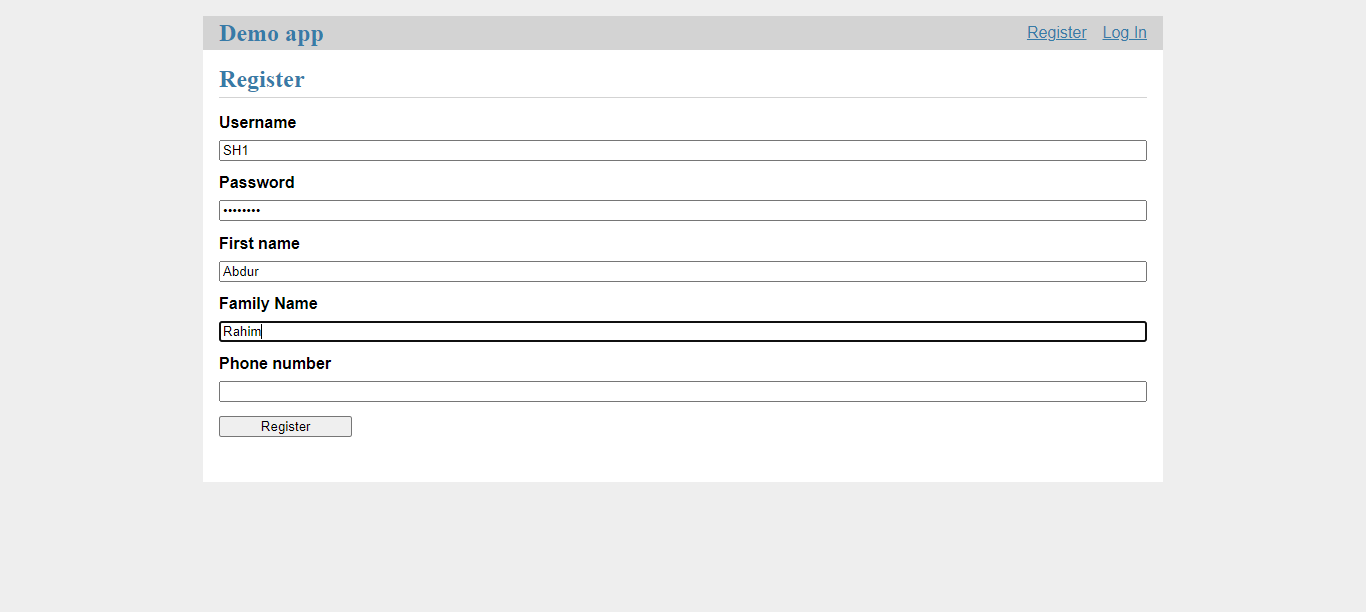 Demo app Register Log In
Register
Username
SH1
Password
••••••••
First name
Abdur
Family Name
Rahim
Phone number
Register